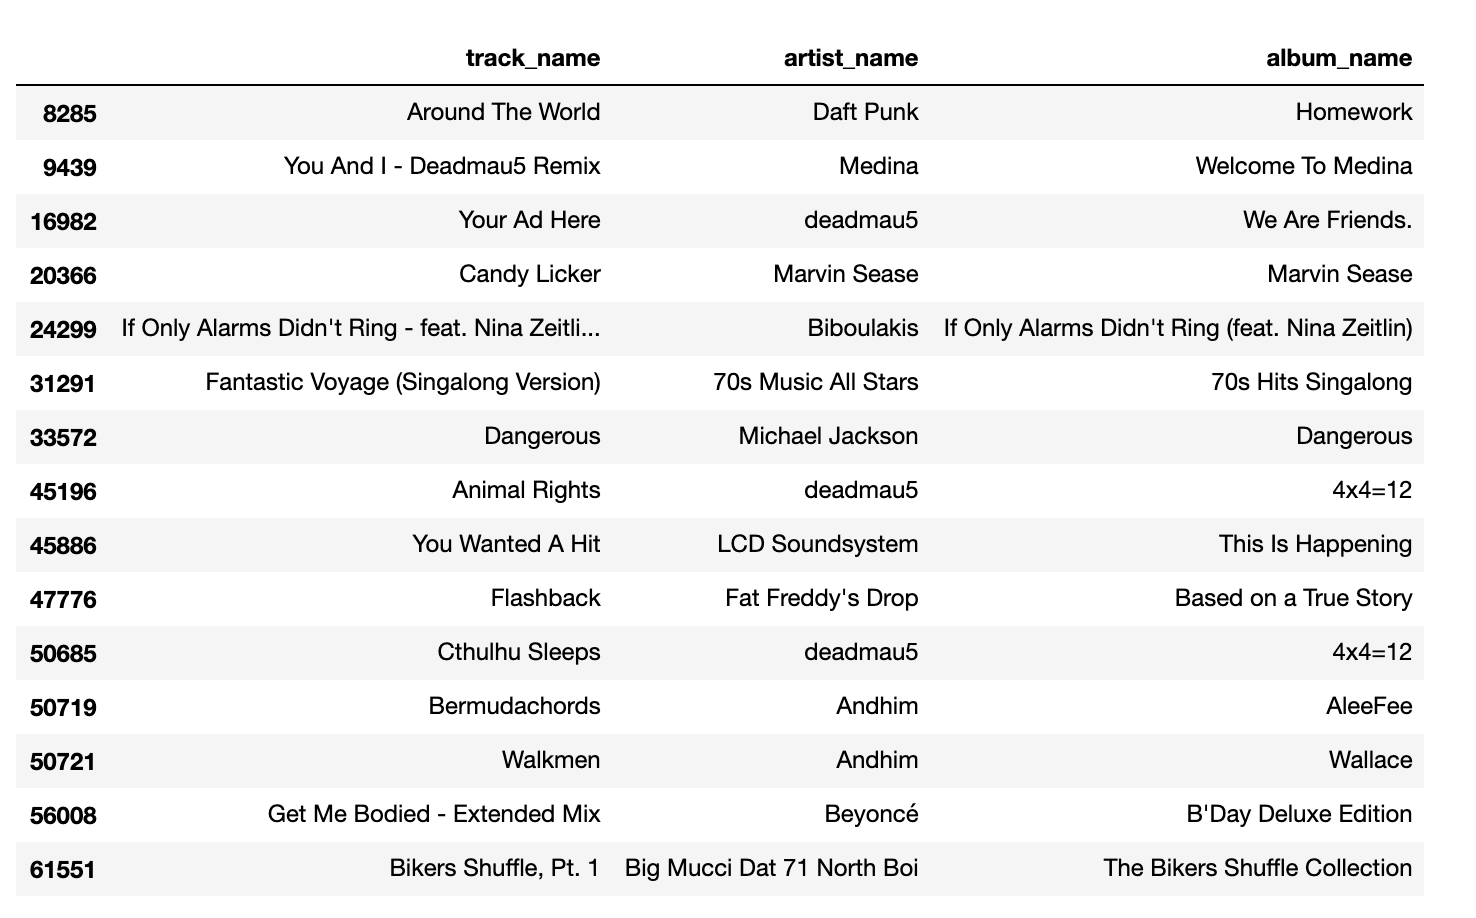 track_name artist_name album_name
8285 Around The World Daft Punk Homework
9439 You And I - Deadmau5 Remix Medina Welcome To Medina
16982 Your Ad Here deadmau5 We Are Friends.
20366 Candy Licker Marvin Sease Marvin Sease
24299 If Only Alarms Didn't Ring - feat. Nina Zeitli... Biboulakis If Only Alarms Didn't Ring (feat. Nina Zeitlin)
31291 Fantastic Voyage (Singalong Version) 70s Music All Stars 70s Hits Singalong
33572 Dangerous Michael Jackson Dangerous
45196 Animal Rights deadmau5 4x4=12
45886 You Wanted A Hit LCD Soundsystem This Is Happening
47776 Flashback Fat Freddy's Drop Based on a True Story
50685 Cthulhu Sleeps deadmau5 4x4=12
50719 Bermudachords Andhim AleeFee
50721 Walkmen Andhim Wallace
56008 Get Me Bodied - Extended Mix Beyoncé B'Day Deluxe Edition
61551 Bikers Shuffle, Pt. 1 Big Mucci Dat 71 North Boi The Bikers Shuffle Collection